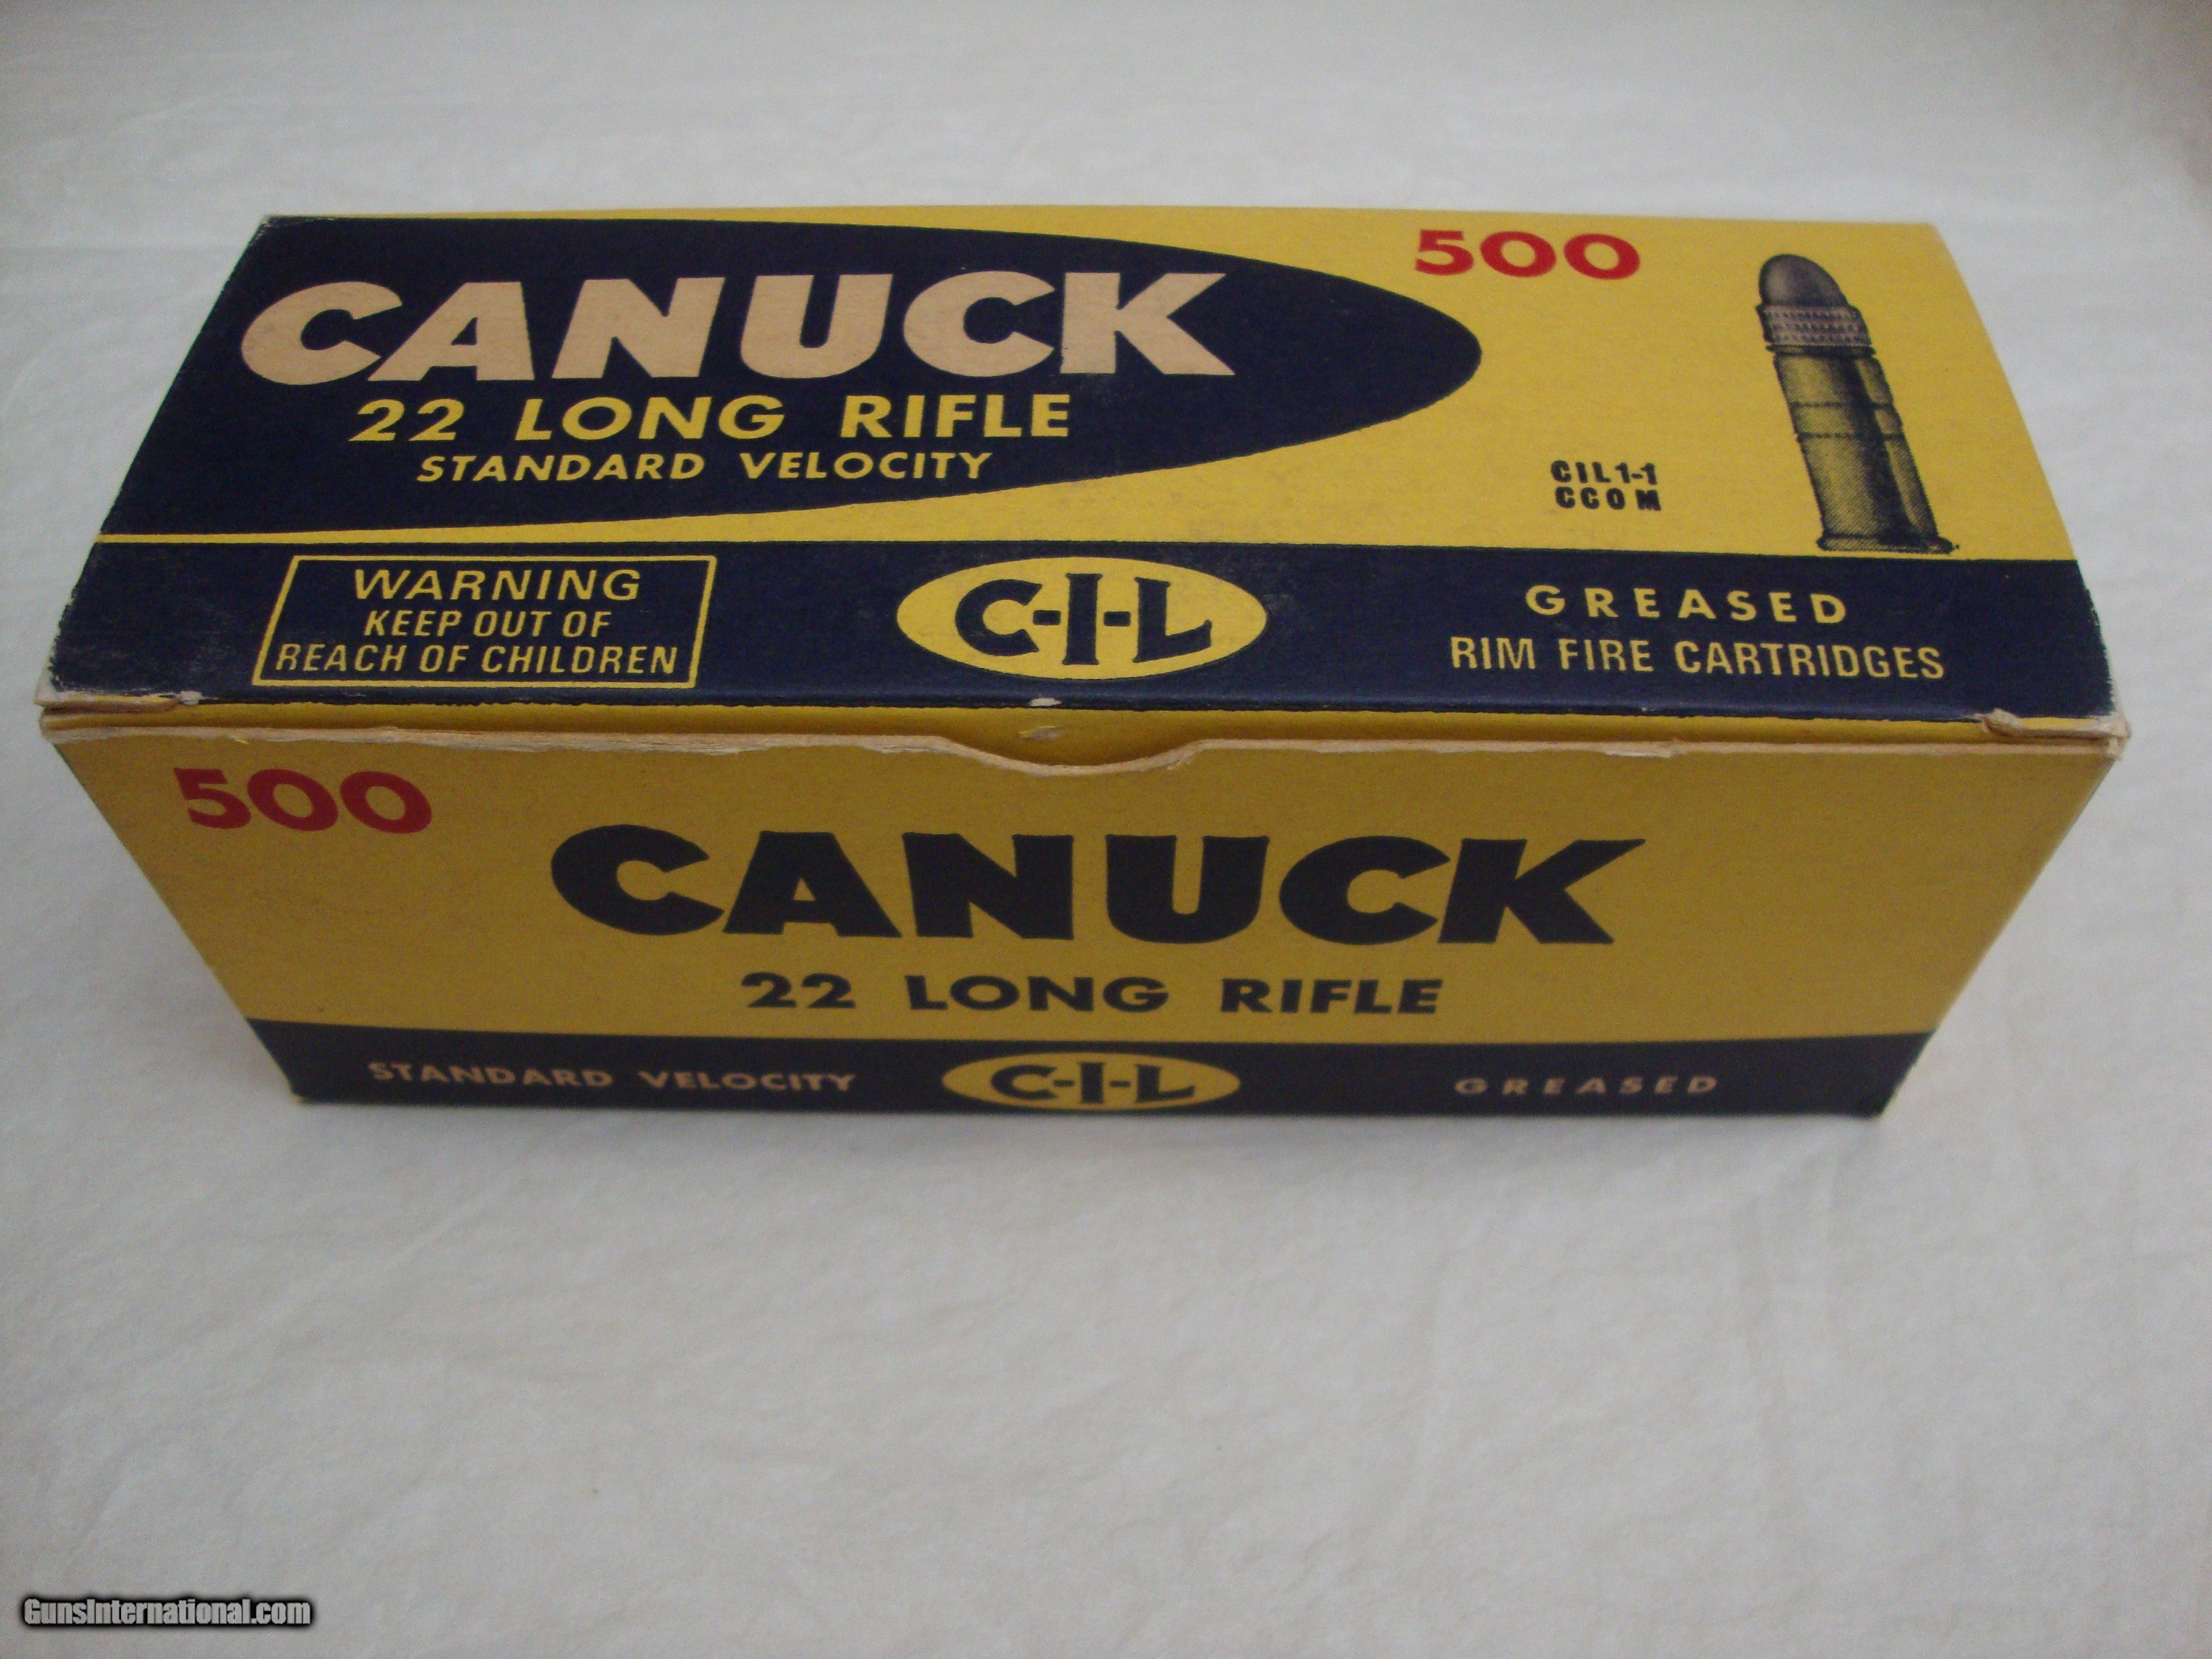 CANUCK
22 LONG RIFLE
STANDARD VELOCITY
500
CIL1-1
CCOM
WARNING
KEEP OUT OF
REACH OF CHILDREN
C-I-L
GREASED
RIM FIRE CARTRIDGES
500
CANUCK
22 LONG RIFLE
STANDARD VELOCITY
C-I-L
GREASED
GunsInternational.com